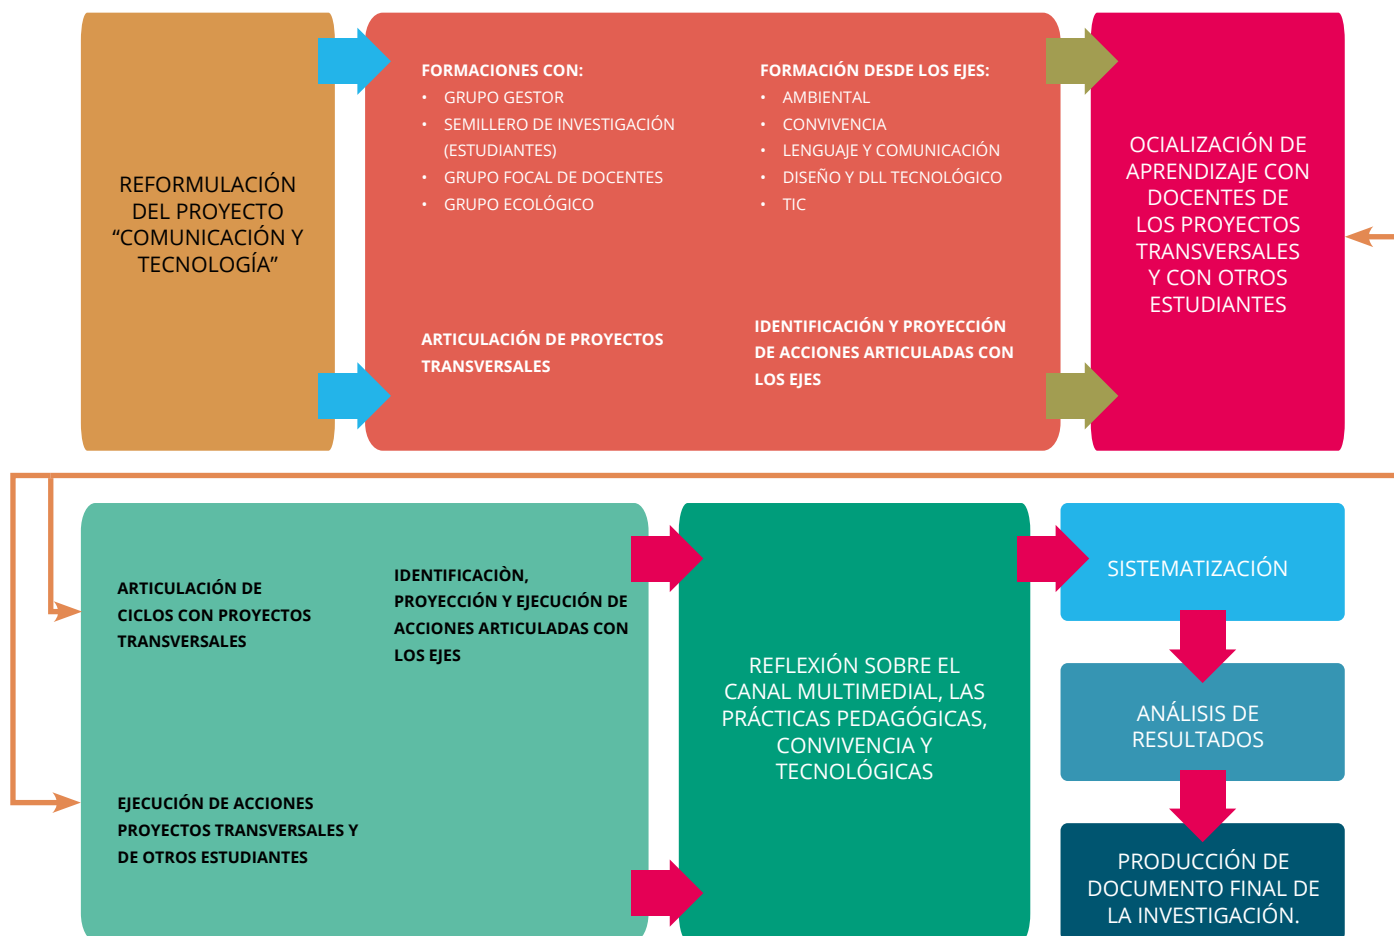 REFORMULACIÓN
DEL PROYECTO
“COMUNICACIÓN Y
TECNOLOGÍA”
FORMACIONES CON:
• GRUPO GESTOR
• SEMILLERO DE INVESTIGACIÓN
(ESTUDIANTES)
• GRUPO FOCAL DE DOCENTES
• GRUPO ECOLÓGICO
FORMACIÓN DESDE LOS EJES:
• AMBIENTAL
• CONVIVENCIA
• LENGUAJE Y COMUNICACIÓN
• DISEÑO Y DLL TECNOLÓGICO
• TIC
ARTICULACIÓN DE PROYECTOS
TRANSVERSALES
IDENTIFICACIÓN Y PROYECCIÓN
DE ACCIONES ARTICULADAS CON
LOS EJES
OCIALIZACIÓN DE
APRENDIZAJE CON
DOCENTES DE
LOS PROYECTOS
TRANSVERSALES
Y CON OTROS
ESTUDIANTES
ARTICULACIÓN DE
CICLOS CON PROYECTOS
TRANSVERSALES
IDENTIFICACIÒN,
PROYECCIÓN Y EJECUCIÓN DE
ACCIONES ARTICULADAS CON
LOS EJES
EJECUCIÓN DE ACCIONES
PROYECTOS TRANSVERSALES Y
DE OTROS ESTUDIANTES
REFLEXIÓN SOBRE EL
CANAL MULTIMEDIAL, LAS
PRÁCTICAS PEDAGÓGICAS,
CONVIVENCIA Y
TECNOLÓGICAS
SISTEMATIZACIÓN
ANÁLISIS DE
RESULTADOS
PRODUCCIÓN DE
DOCUMENTO FINAL DE
LA INVESTIGACIÓN.